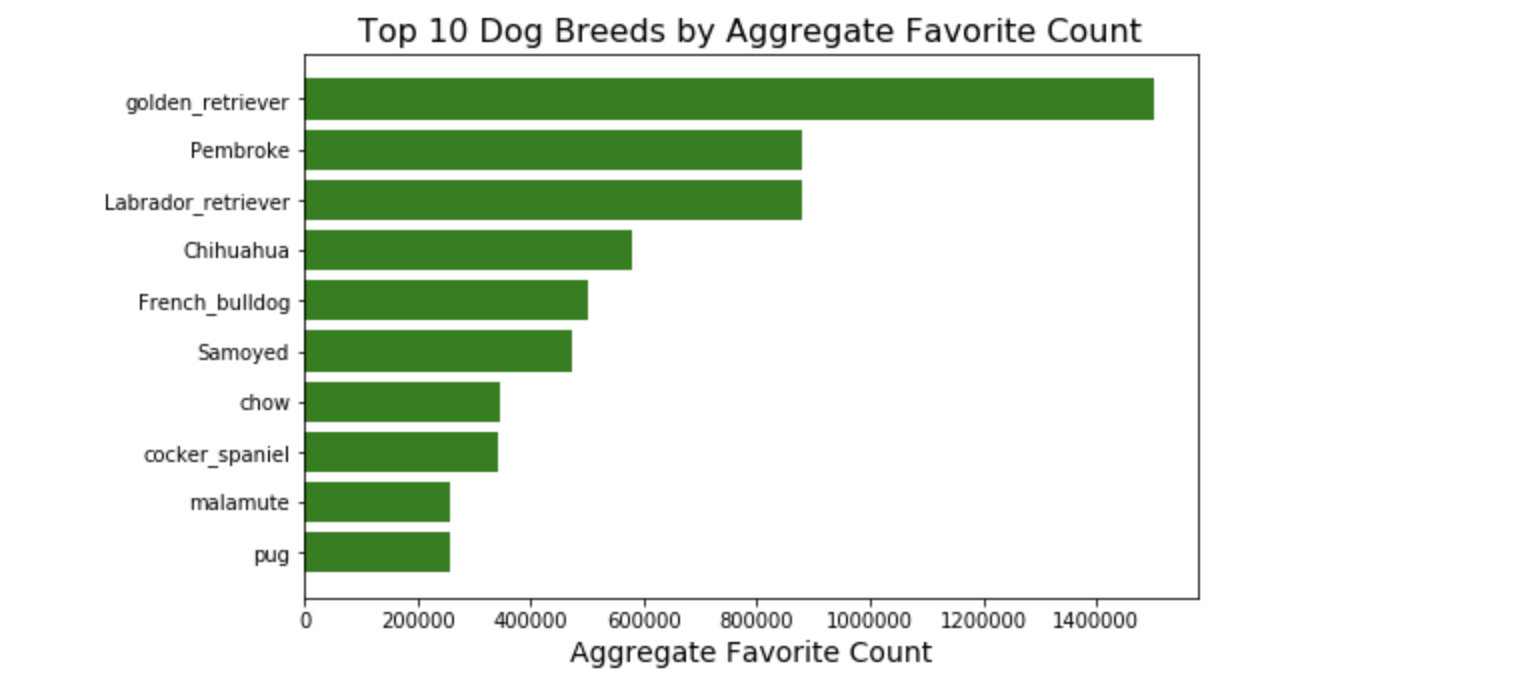 Top 10 Dog Breeds by Aggregate Favorite Count
golden_retriever
Pembroke
Labrador_retriever
Chihuahua
French_bulldog
Samoyed
chow
cocker_spaniel
malamute
pug
0 200000 400000 600000 800000 1000000 1200000 1400000
Aggregate Favorite Count